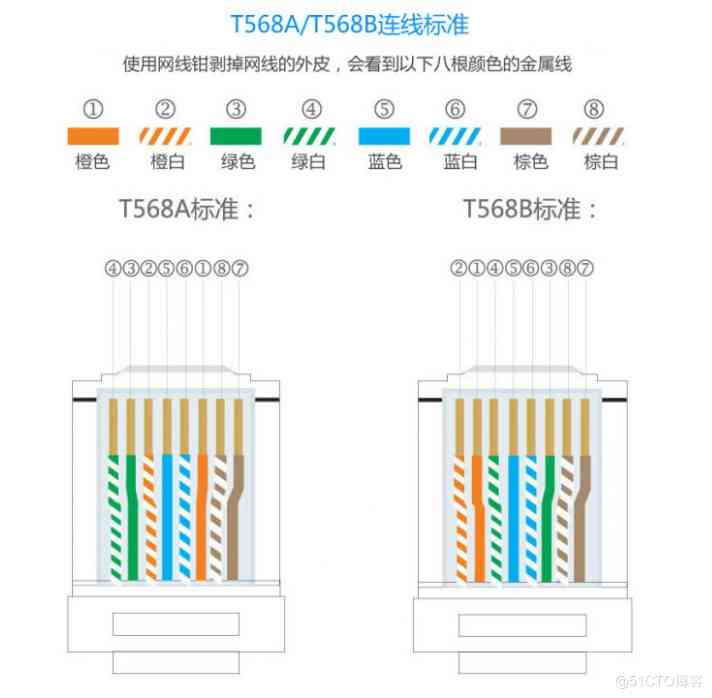 T568A/T568B连线标准
使用网线钳剥掉网线的外皮，会看到以下八根颜色的金属线
① ② ③ ④ ⑤ ⑥ ⑦ ⑧
橙色 橙白 绿色 绿白 蓝色 蓝白 棕色 棕白
T568A标准： T568B标准：
④③②⑤⑥①⑧⑦ ②①④⑤⑥③⑧⑦
@51CTO博客